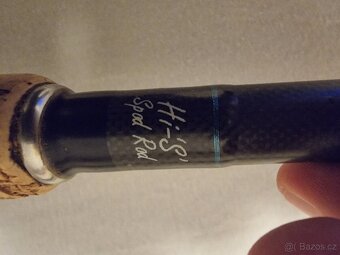 Hi-'S'
Spod Rod
© Bazos.cz